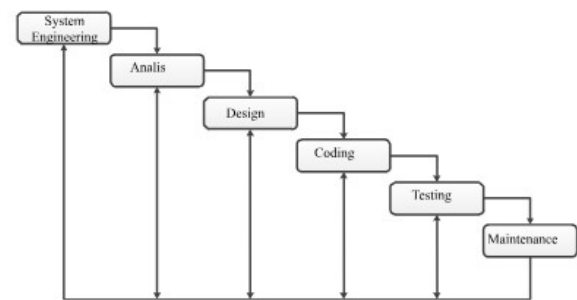 System
Engineering
Analis
Design
Coding
Testing
Maintenance